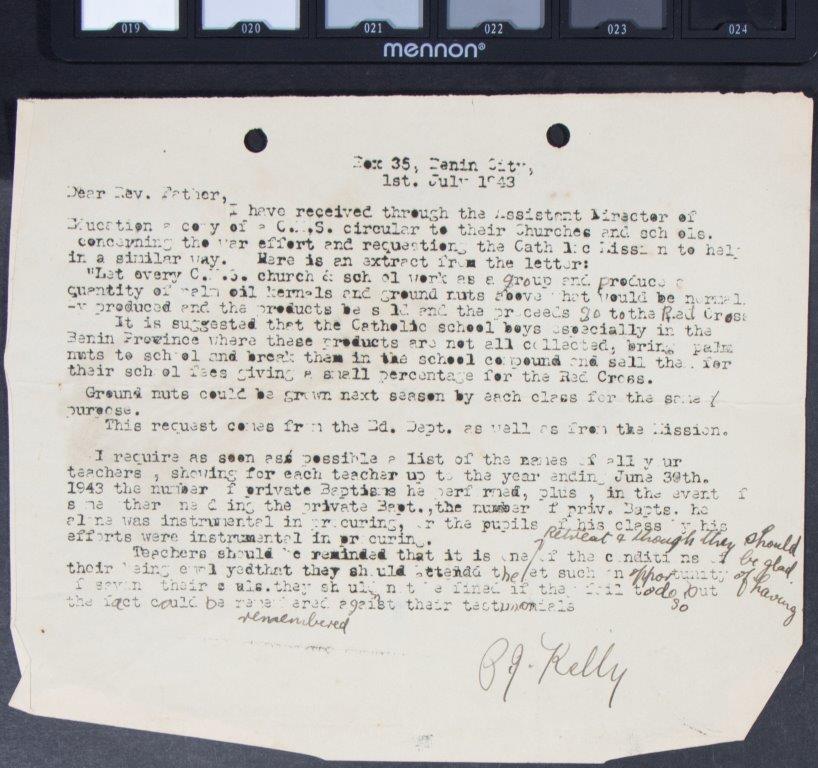 019 020 021 022 023 024
mennon®
Box 35, Benin City,
1st. July 1943
Dear Rev. Father,
I have received through the Assistant Director of
Education a copy of a C.M.S. circular to their Churches and schools.
concerning the war effort and requesting the Catholic Mission to help
in a similar way. Here is an extract from the letter:
"Let every C.M.S. church & school work as a group and produce a
quantity of palm oil kernels and ground nuts above what would be normal
-y produced and the products be sold and the proceeds go to the Red Cross
It is suggested that the Catholic school boys especially in the
Benin Province where these products are not all collected, bring palm
nuts to school and break them in the school compound and sell them for
their school fees giving a small percentage for the Red Cross.
Ground nuts could be grown next season by each class for the same
purpose.
This request comes from the Ed. Dept. as well as from the Mission.
I require as soon as possible a list of the names of all your
teachers , showing for each teacher up to the year ending June 30th.
1943 the number of private Baptisms he performed, plus , in the event of
some other needing the private Bapt., the number of priv. Bapts. he
alone was instrumental in procuring, or the pupils of his class by his
efforts were instrumental in procuring.
Teachers should be reminded that it is one of the conditions of
their being employed that they should attend the
retreat & though they should
be glad
of having
let such an opportunity
of saving their souls. they should not be fined if they fail to do so, but
the fact could be remembered against their testimonials
remembered
P J. Kelly